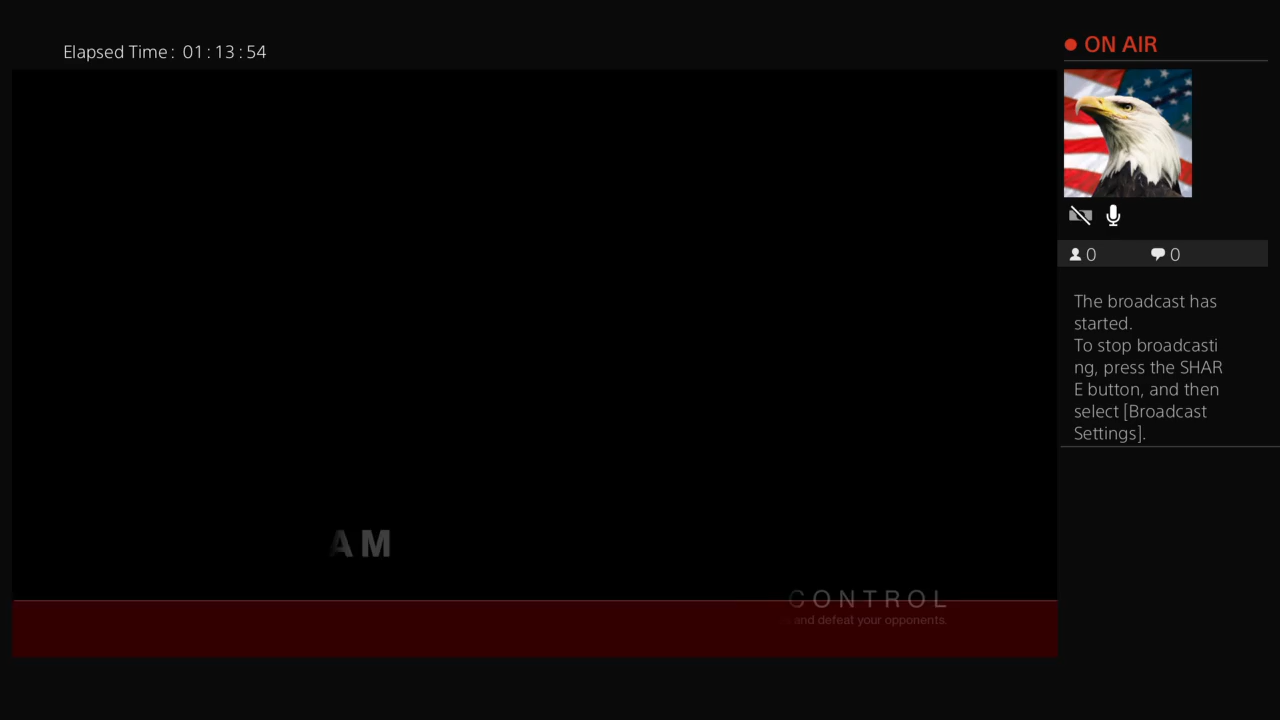 Elapsed Time: 01:13:54
ON AIR
0 0
The broadcast has
started.
To stop broadcasti
ng, press the SHAR
E button, and then
select [Broadcast
Settings].
AM
CONTROL
and defeat your opponents.